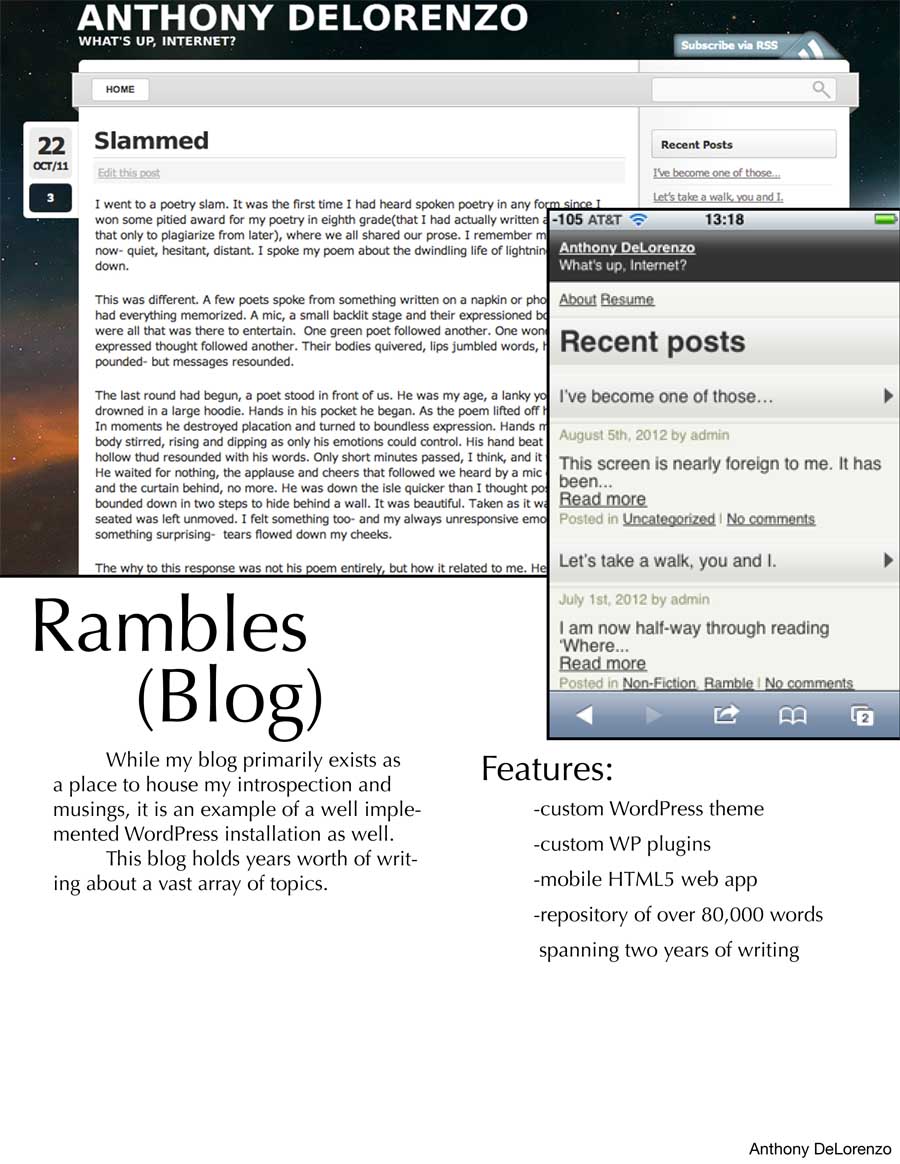 ANTHONY DELORENZO
WHAT'S UP, INTERNET?
Subscribe via RSS
HOME
22
OCT/11
3
Slammed
Edit this post
I went to a poetry slam. It was the first time I had heard spoken poetry in any form since I
won some pitied award for my poetry in eighth grade(that I had actually written a
that only to plagiarize from later), where we all shared our prose. I remember m
now- quiet, hesitant, distant. I spoke my poem about the dwindling life of lightnin
down.
This was different. A few poets spoke from something written on a napkin or pho
had everything memorized. A mic, a small backlit stage and their expressioned bo
were all that was there to entertain.  One green poet followed another. One won
expressed thought followed another. Their bodies quivered, lips jumbled words, h
pounded- but messages resounded.
The last round had begun, a poet stood in front of us. He was my age, a lanky yo
drowned in a large hoodie. Hands in his pocket he began. As the poem lifted off h
In moments he destroyed placation and turned to boundless expression. Hands m
body stirred, rising and dipping as only his emotions could control. His hand beat
hollow thud resounded with his words. Only short minutes passed, I think, and it
He waited for nothing, the applause and cheers that followed we heard by a mic
and the curtain behind, no more. He was down the isle quicker than I thought pos
bounded down in two steps to hide behind a wall. It was beautiful. Taken as it wa
seated was left unmoved. I felt something too- and my always unresponsive emo
something surprising-  tears flowed down my cheeks.
The why to this response was not his poem entirely, but how it related to me. He
Recent Posts
I've become one of those...
Let's take a walk, you and I.
-105 AT&T 13:18
Anthony DeLorenzo
What's up, Internet?
About Resume
Recent posts
I've become one of those…
August 5th, 2012 by admin
This screen is nearly foreign to me. It has
been...
Read more
Posted in Uncategorized | No comments
Let's take a walk, you and I.
July 1st, 2012 by admin
I am now half-way through reading
'Where...
Read more
Posted in Non-Fiction, Ramble | No comments
2
Rambles
(Blog)
While my blog primarily exists as
a place to house my introspection and
musings, it is an example of a well imple-
mented WordPress installation as well.
This blog holds years worth of writ-
ing about a vast array of topics.
Features:
-custom WordPress theme
-custom WP plugins
-mobile HTML5 web app
-repository of over 80,000 words
spanning two years of writing
Anthony DeLorenzo